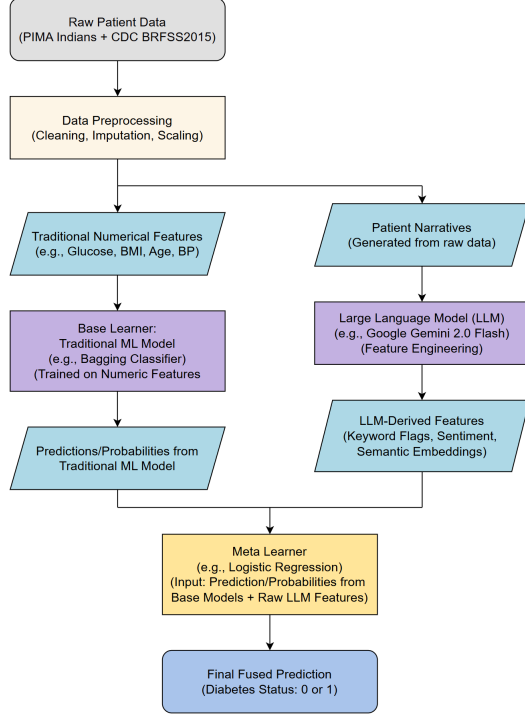 Raw Patient Data
(PIMA Indians + CDC BRFSS2015)
Data Preprocessing
(Cleaning, Imputation, Scaling)
Traditional Numerical Features
(e.g., Glucose, BMI, Age, BP)
Patient Narratives
(Generated from raw data)
Base Learner:
Traditional ML Model
(e.g., Bagging Classifier)
(Trained on Numeric Features
Large Language Model (LLM)
(e.g., Google Gemini 2.0 Flash)
(Feature Engineering)
Predictions/Probabilities from
Traditional ML Model
LLM-Derived Features
(Keyword Flags, Sentiment,
Semantic Embeddings)
Meta Learner
(e.g., Logistic Regression)
(Input: Prediction/Probabilities from
Base Models + Raw LLM Features)
Final Fused Prediction
(Diabetes Status: 0 or 1)